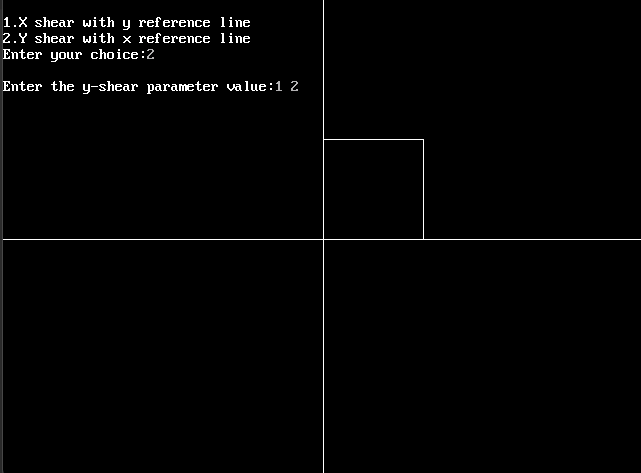 1.X shear with y reference line
2.Y shear with x reference line
Enter your choice:2
Enter the y-shear parameter value:1 2